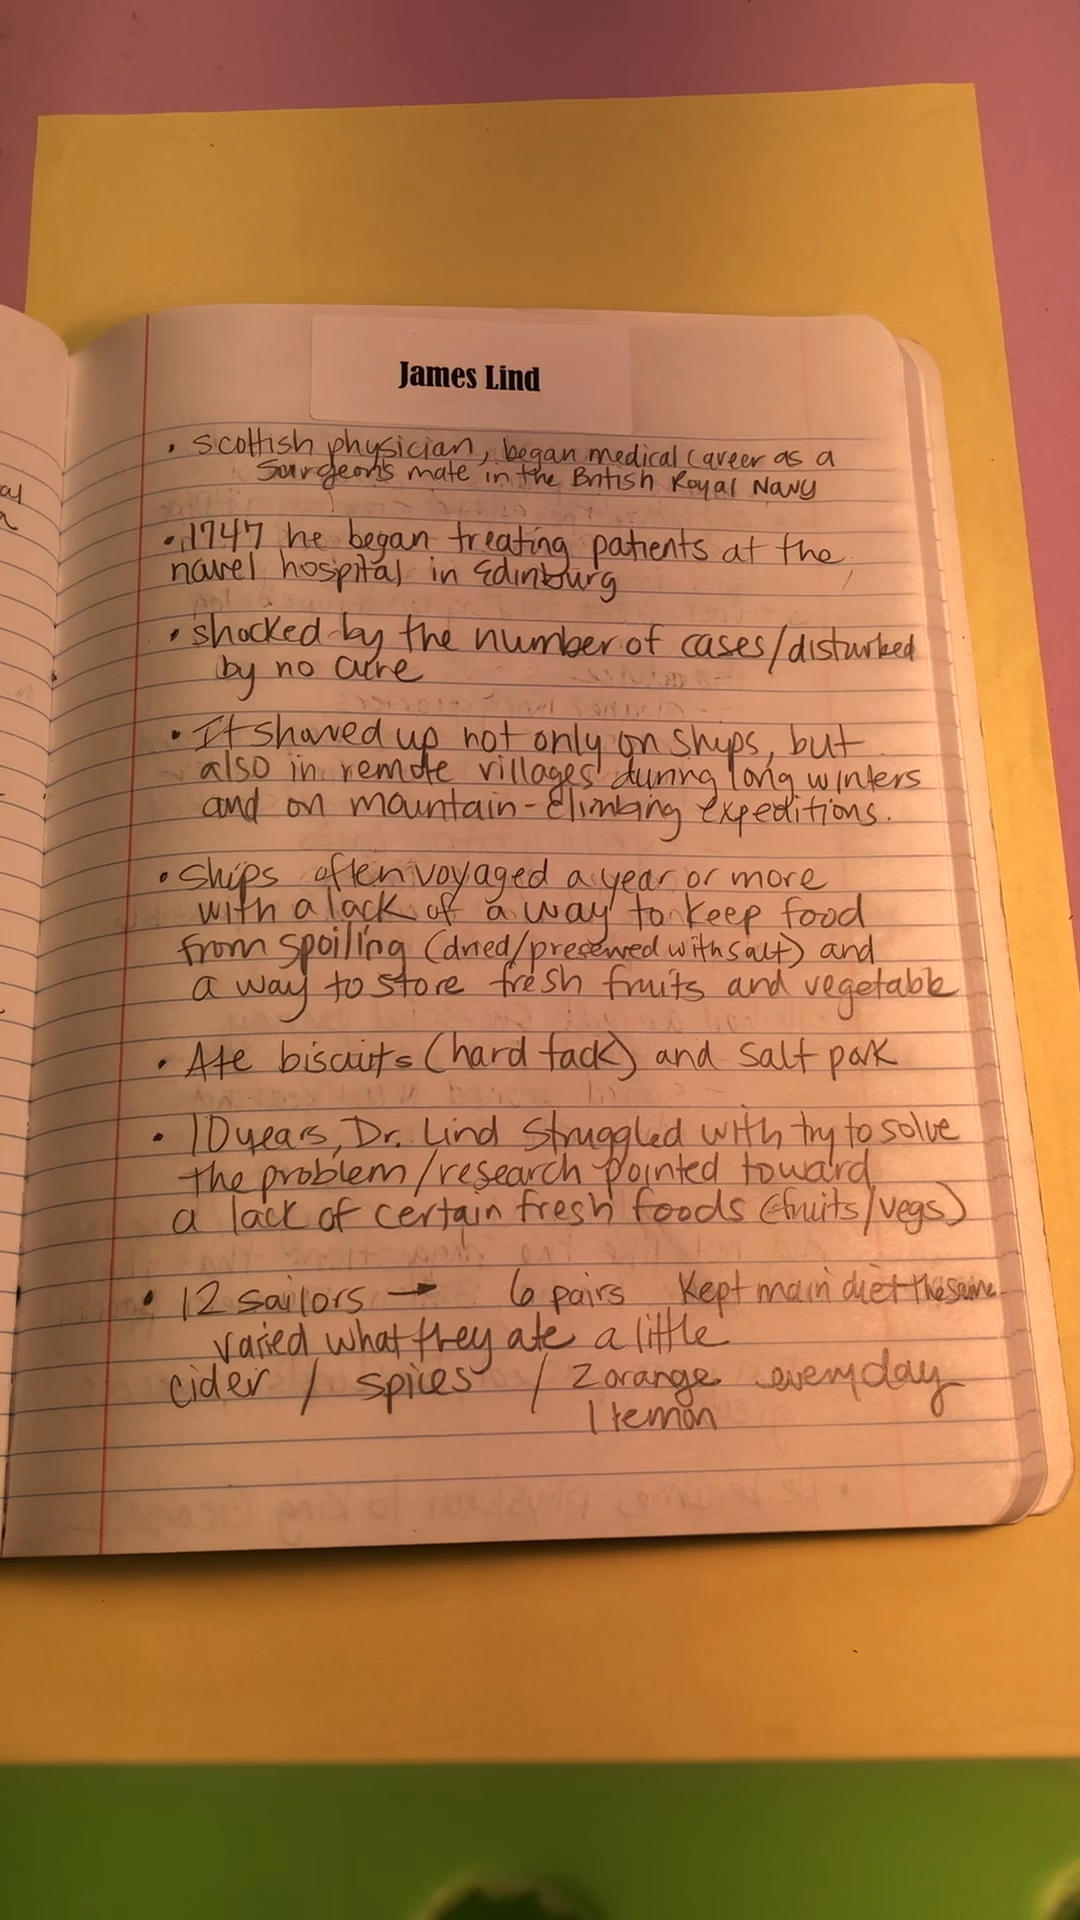 James Lind
• Scottish physician, began medical career as a
Surgeon's mate in the British Royal Navy
• 1747 he began treating patients at the
navel hospital in Edinburg
• shocked by the number of cases/disturbed
by no cure
• It showed up not only on ships, but
also in remote villages during long winters
and on mountain-climbing expeditions.
• Ships often voyaged a year or more
with a lack of a way to keep food
from spoiling (dried/preserved with salt) and
a way to store fresh fruits and vegetable
• Ate biscuits (hard tack) and salt pork
• 10 years, Dr. Lind struggled with try to solve
the problem/research pointed toward
a lack of certain fresh foods (fruits/vegs)
• 12 sailors → 6 pairs Kept main diet the same
varied what they ate a little
cider / spices / 2 orange everyday
1 lemon